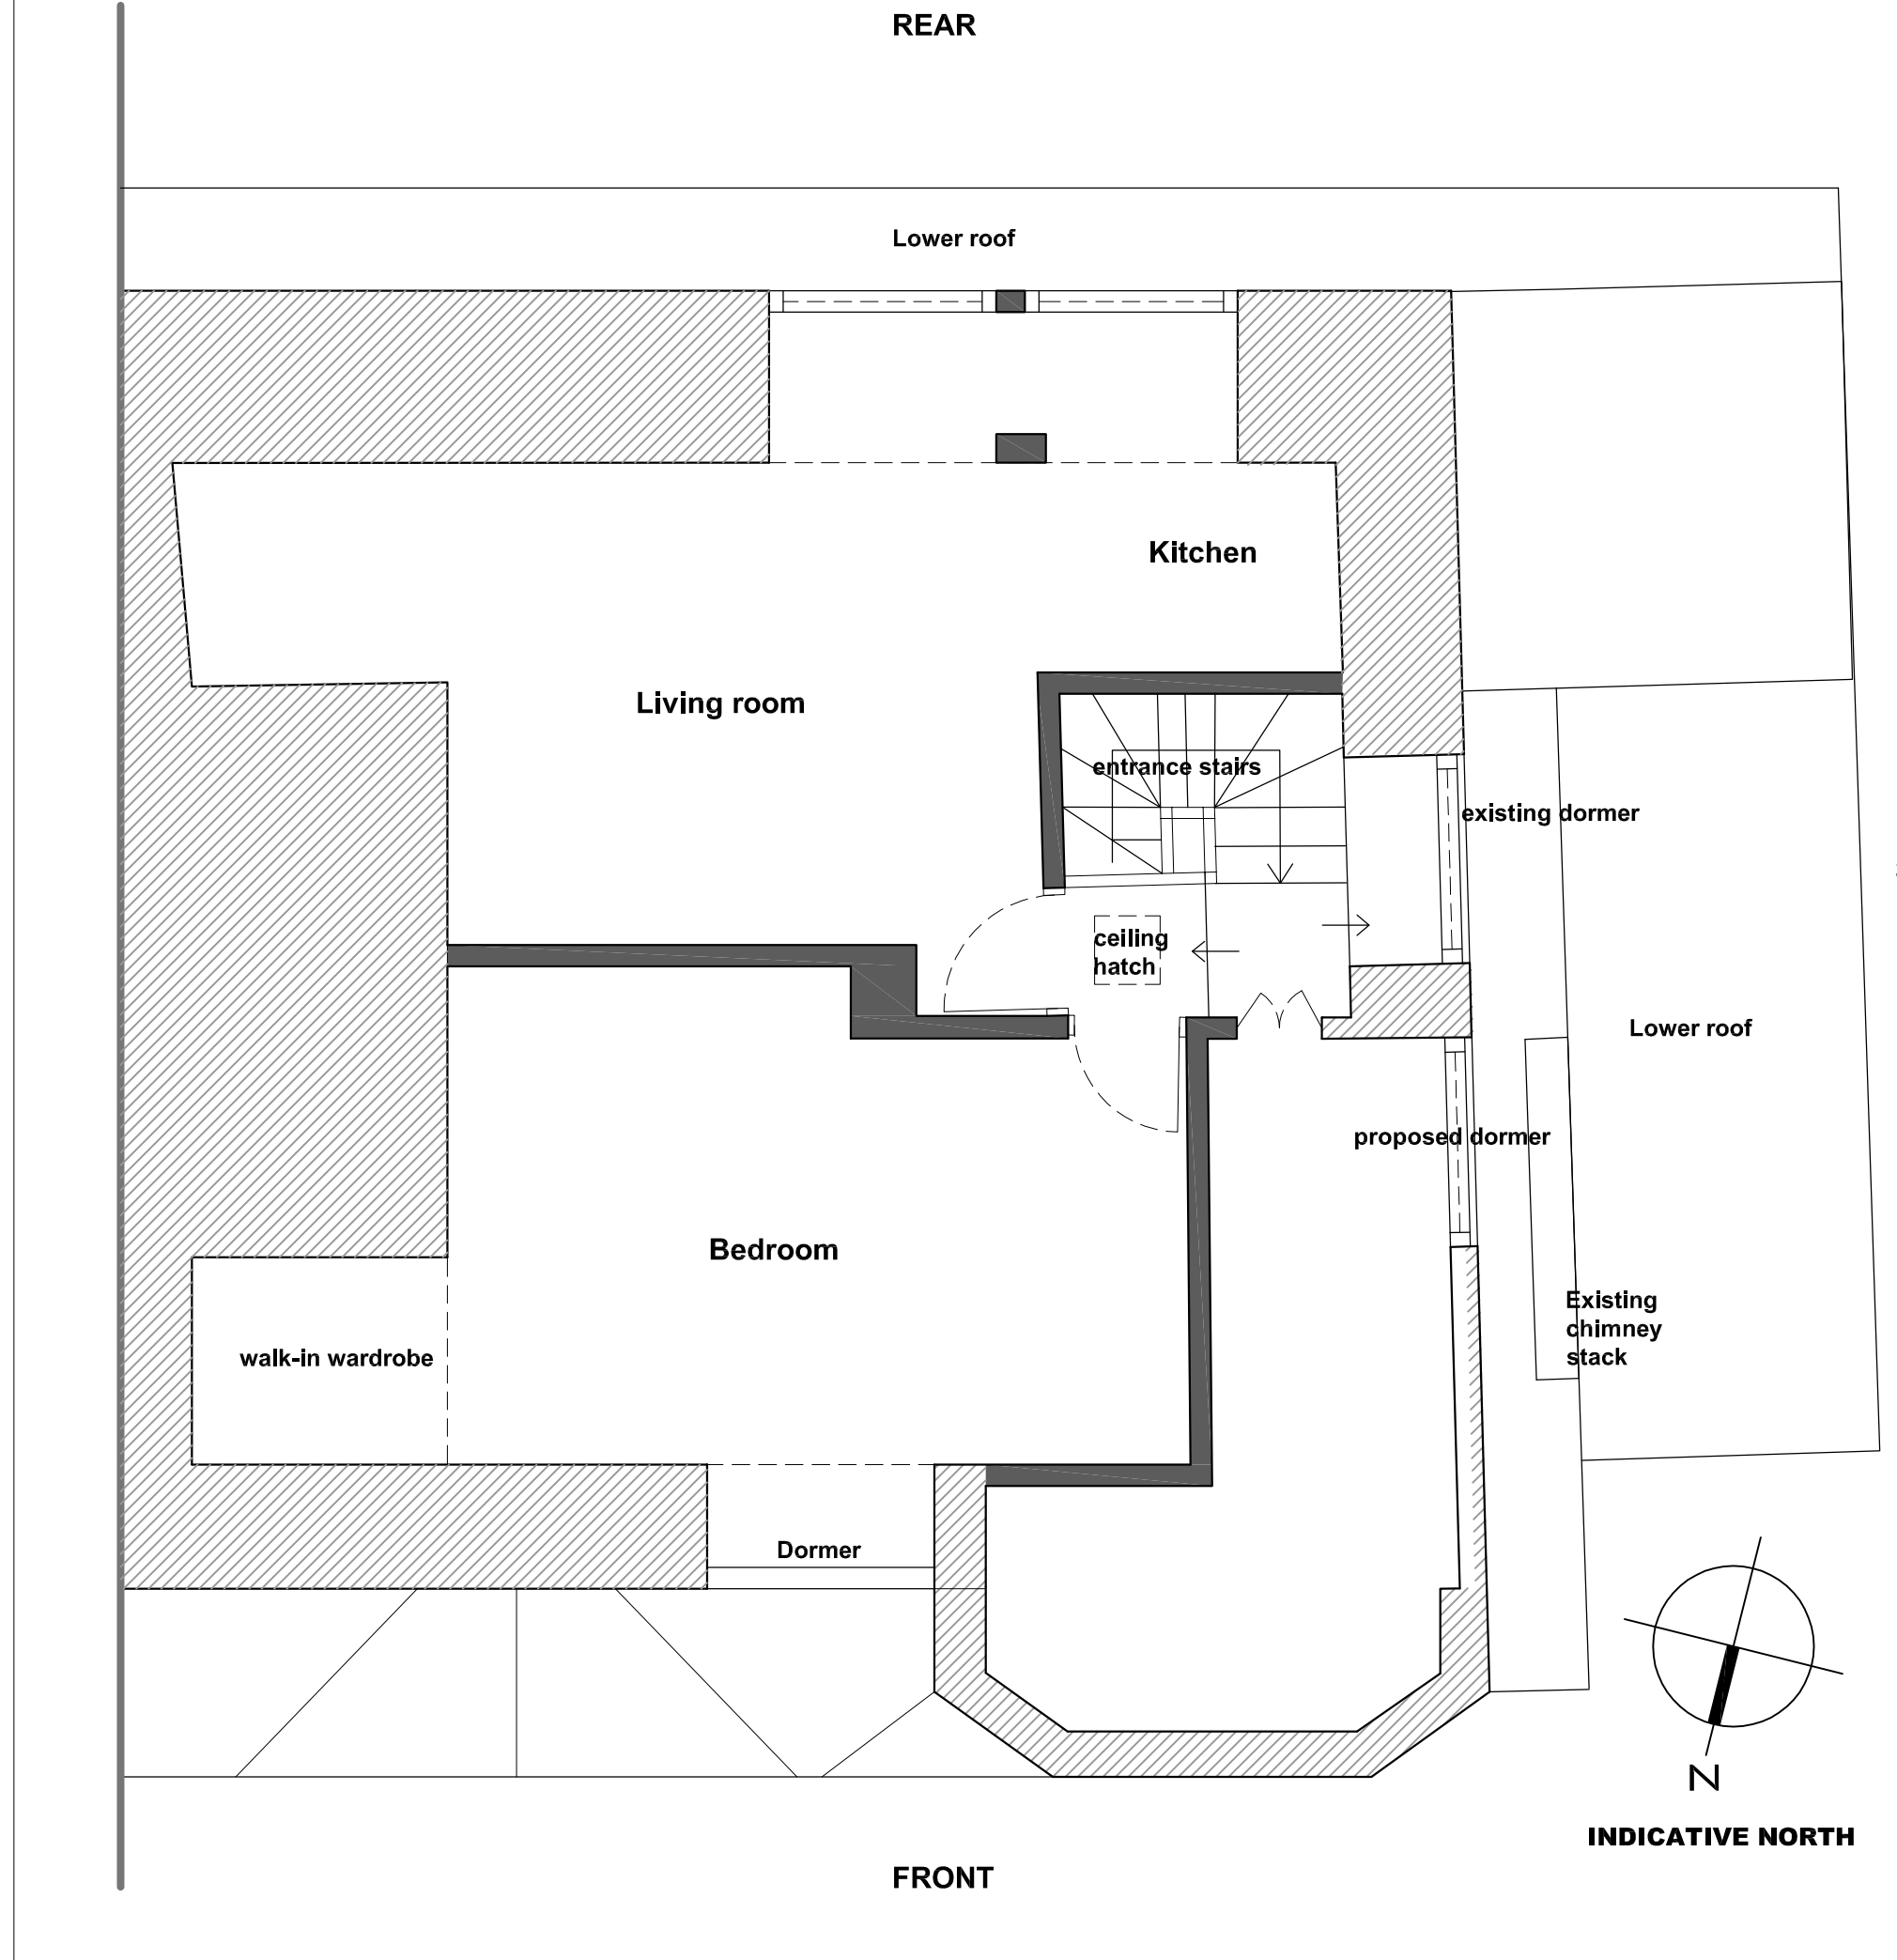 REAR
Lower roof
Kitchen
Living room
entrance stairs
existing dormer
ceiling
hatch
Lower roof
proposed dormer
Bedroom
Existing
chimney
stack
walk-in wardrobe
Dormer
N
INDICATIVE NORTH
FRONT